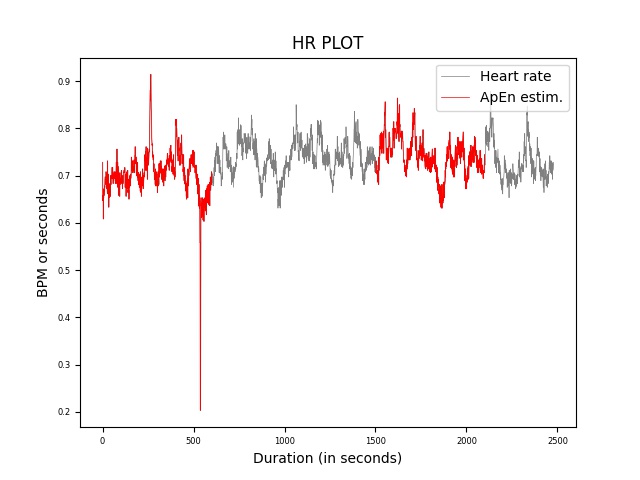 HR PLOT
Heart rate
ApEn estim.
BPM or seconds
0.9
0.8
0.7
0.6
0.5
0.4
0.3
0.2
0 500 1000 1500 2000 2500
Duration (in seconds)